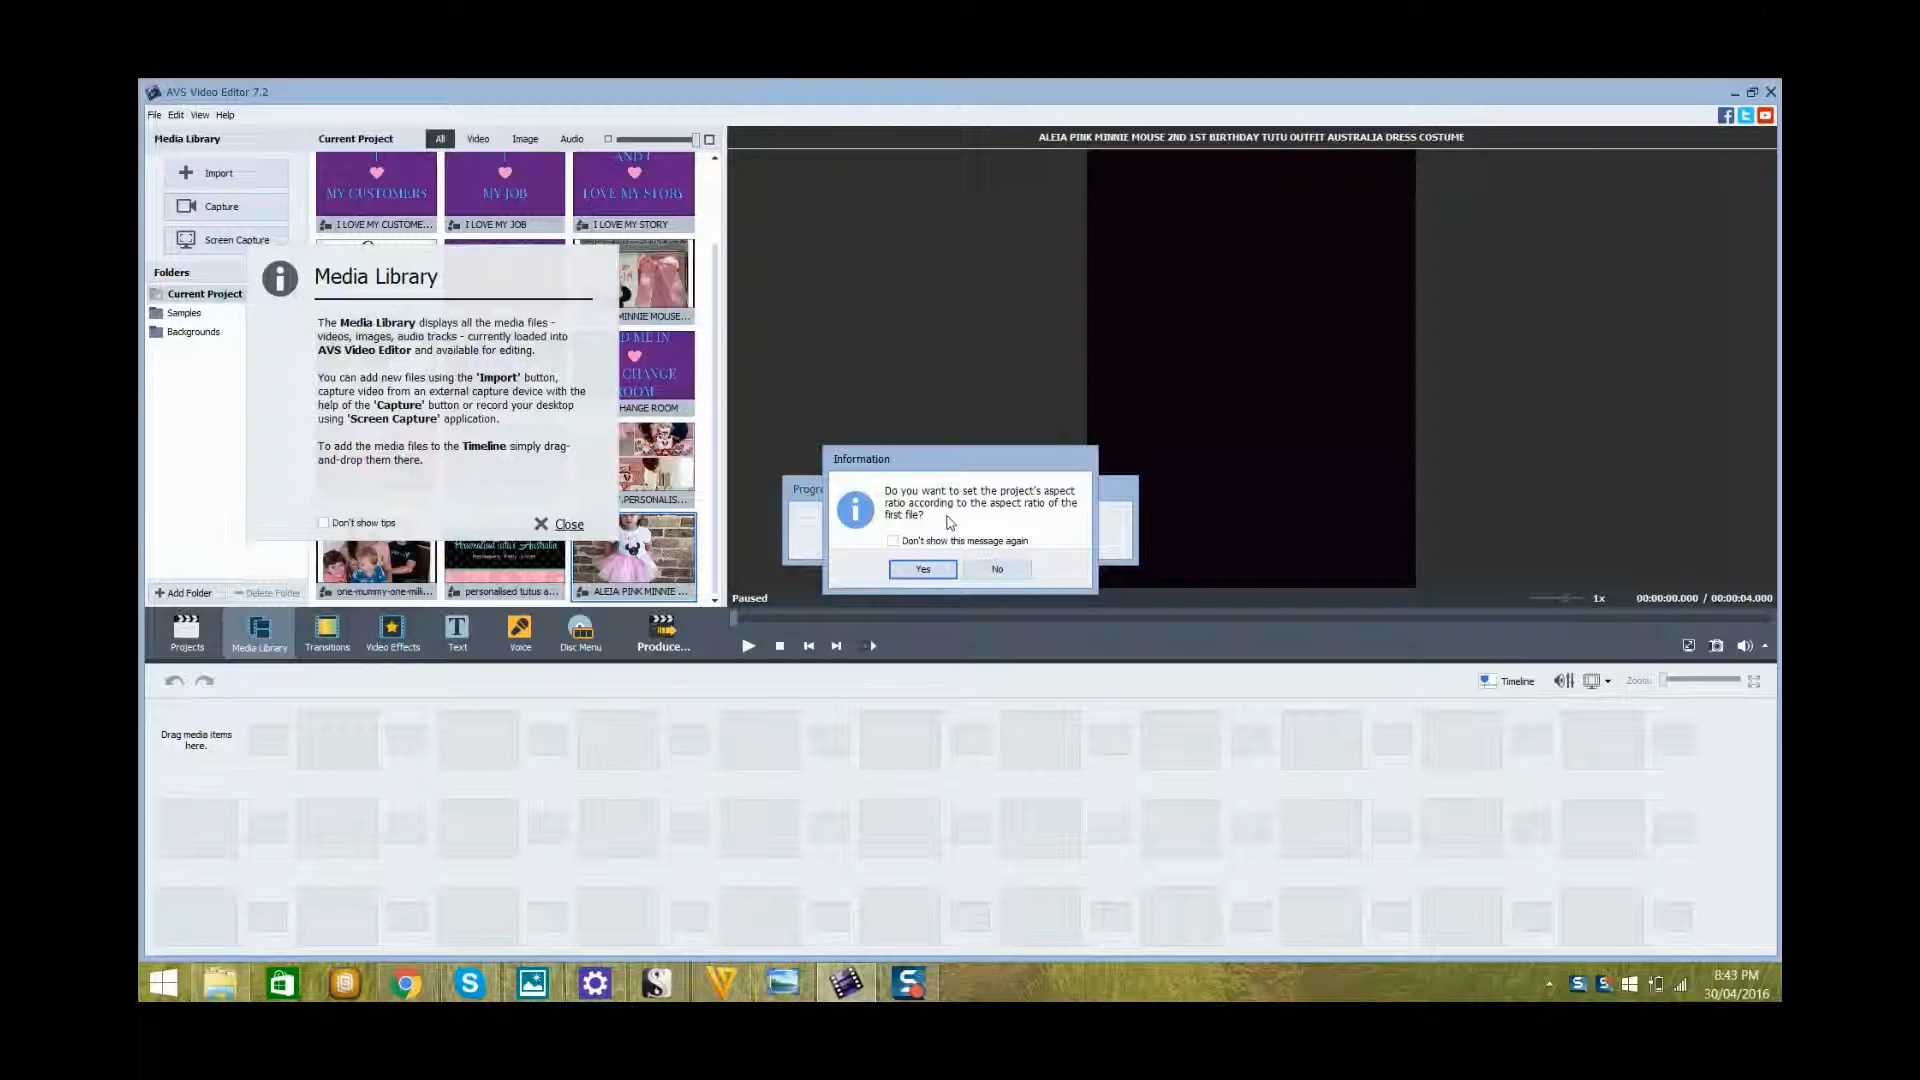 AVS Video Editor 7.2
File Edit View Help
Media Library
Current Project
All
Video
Image
Audio
ALEIA PINK MINNIE MOUSE 2ND 1ST BIRTHDAY TUTU OUTFIT AUSTRALIA DRESS COSTUME
Import
Capture
Screen Capture
Folders
Current Project
Samples
Backgrounds
I
MY CUSTOMERS
I
MY JOB
AND I
LOVE MY STORY
I LOVE MY CUSTOME...
I LOVE MY JOB
I LOVE MY STORY
Media Library
The Media Library displays all the media files -
videos, images, audio tracks - currently loaded into
AVS Video Editor and available for editing.
You can add new files using the 'Import' button,
capture video from an external capture device with the
help of the 'Capture' button or record your desktop
using 'Screen Capture' application.
To add the media files to the Timeline simply drag-
and-drop them there.
Don't show tips
Close
INNIE MOUSE...
D ME IN
CHANGE
ROOM
HANGE ROOM
.PERSONALIS...
Personalised tutus Australia
one-mummy-one-mili...
personalised tutus a...
ALEIA PINK MINNIE ...
Add Folder
Delete Folder
Progr
Information
Do you want to set the project's aspect
ratio according to the aspect ratio of the
first file?
Don't show this message again
Yes
No
Paused
1x
00:00:00.000 / 00:00:04.000
Projects
Media Library
Transitions
Video Effects
Text
Voice
Disc Menu
Produce...
Timeline
Zoom:
Drag media items
here.
8:43 PM
30/04/2016